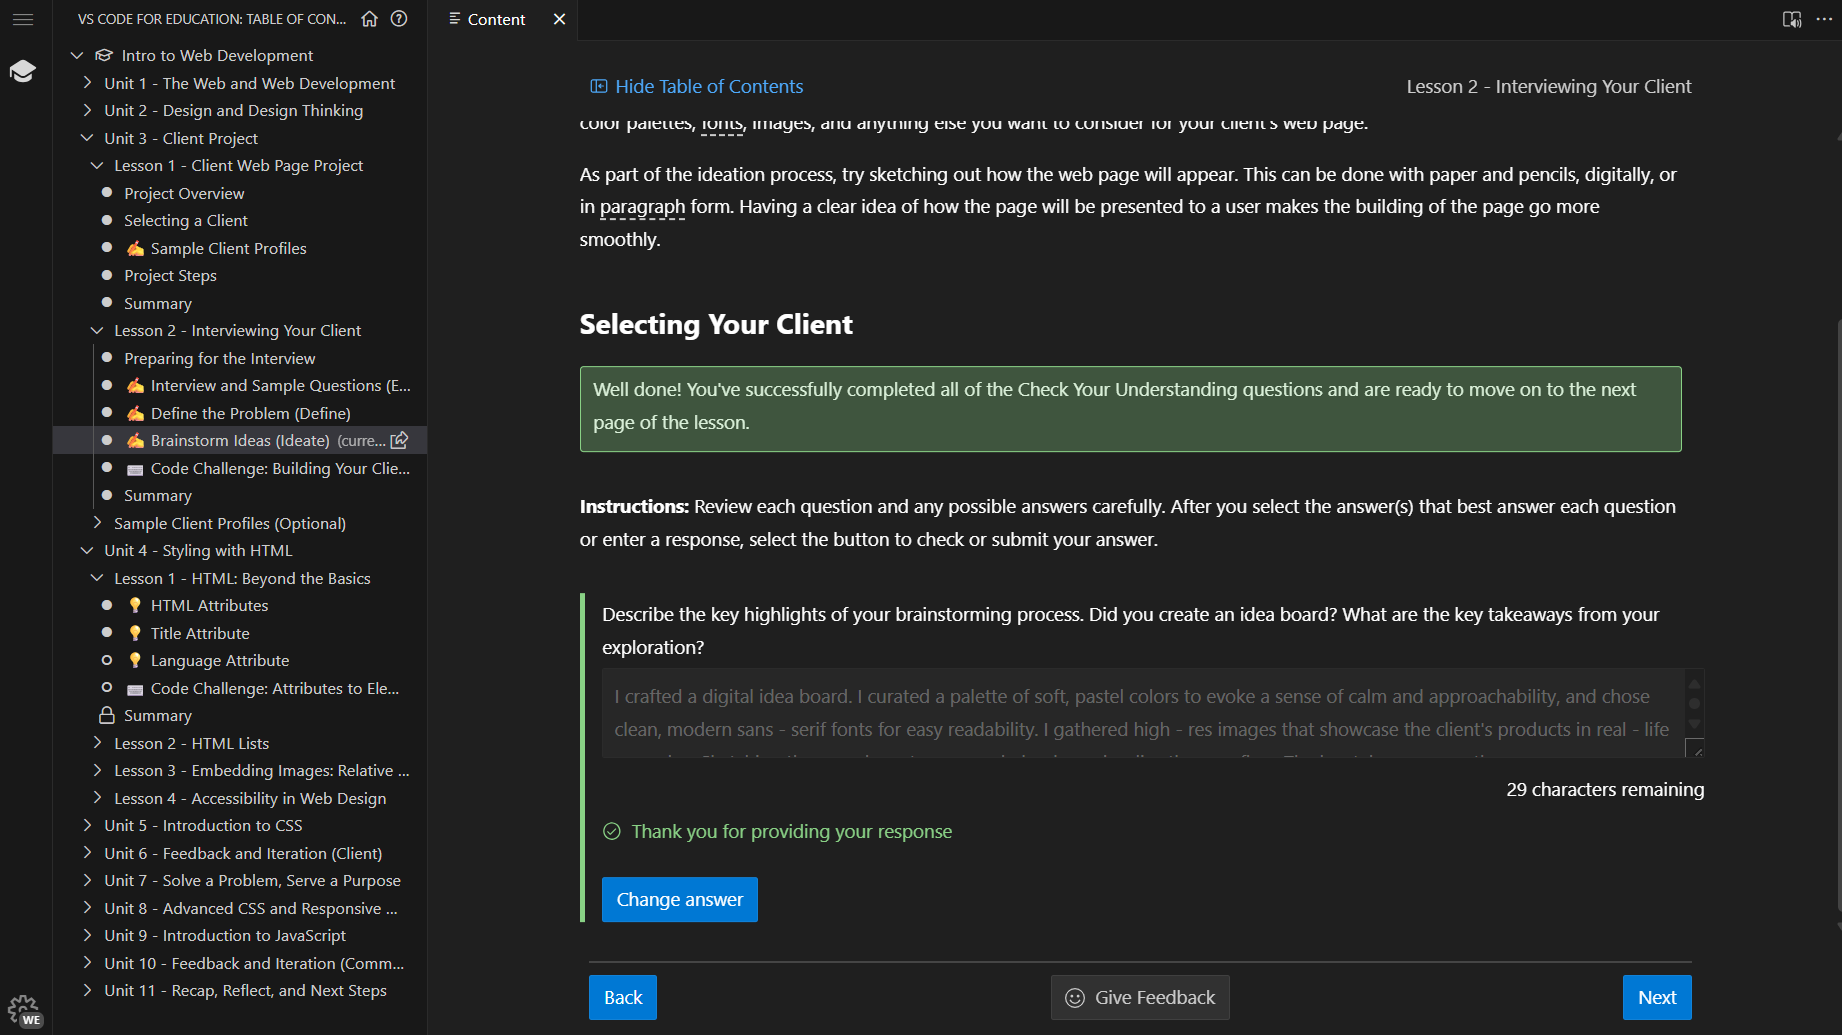 VS CODE FOR EDUCATION: TABLE OF CON...
Intro to Web Development
Unit 1 - The Web and Web Development
Unit 2 - Design and Design Thinking
Unit 3 - Client Project
Lesson 1 - Client Web Page Project
Project Overview
Selecting a Client
Sample Client Profiles
Project Steps
Summary
Lesson 2 - Interviewing Your Client
Preparing for the Interview
Interview and Sample Questions (E...
Define the Problem (Define)
Brainstorm Ideas (Ideate) (curre...
Code Challenge: Building Your Clie...
Summary
Sample Client Profiles (Optional)
Unit 4 - Styling with HTML
Lesson 1 - HTML: Beyond the Basics
HTML Attributes
Title Attribute
Language Attribute
Code Challenge: Attributes to Ele...
Summary
Lesson 2 - HTML Lists
Lesson 3 - Embedding Images: Relative ...
Lesson 4 - Accessibility in Web Design
Unit 5 - Introduction to CSS
Unit 6 - Feedback and Iteration (Client)
Unit 7 - Solve a Problem, Serve a Purpose
Unit 8 - Advanced CSS and Responsive ...
Unit 9 - Introduction to JavaScript
Unit 10 - Feedback and Iteration (Comm...
Unit 11 - Recap, Reflect, and Next Steps
WE
Content
Hide Table of Contents
Lesson 2 - Interviewing Your Client
color palettes, fonts, images, and anything else you want to consider for your client's web page.
As part of the ideation process, try sketching out how the web page will appear. This can be done with paper and pencils, digitally, or
in paragraph form. Having a clear idea of how the page will be presented to a user makes the building of the page go more
smoothly.
Selecting Your Client
Well done! You've successfully completed all of the Check Your Understanding questions and are ready to move on to the next
page of the lesson.
Instructions: Review each question and any possible answers carefully. After you select the answer(s) that best answer each question
or enter a response, select the button to check or submit your answer.
Describe the key highlights of your brainstorming process. Did you create an idea board? What are the key takeaways from your
exploration?
I crafted a digital idea board. I curated a palette of soft, pastel colors to evoke a sense of calm and approachability, and chose
clean, modern sans - serif fonts for easy readability. I gathered high - res images that showcase the client's products in real - life
29 characters remaining
Thank you for providing your response
Change answer
Back
Give Feedback
Next